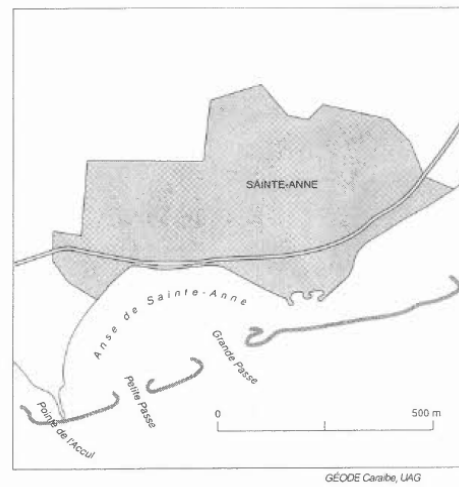 SAINTE-ANNE
Anse de Sainte-Anne
Grande Passe
Petite Passe
Pointe de l'Accul
0 500 m
GÉODE Caraïbe, UAG